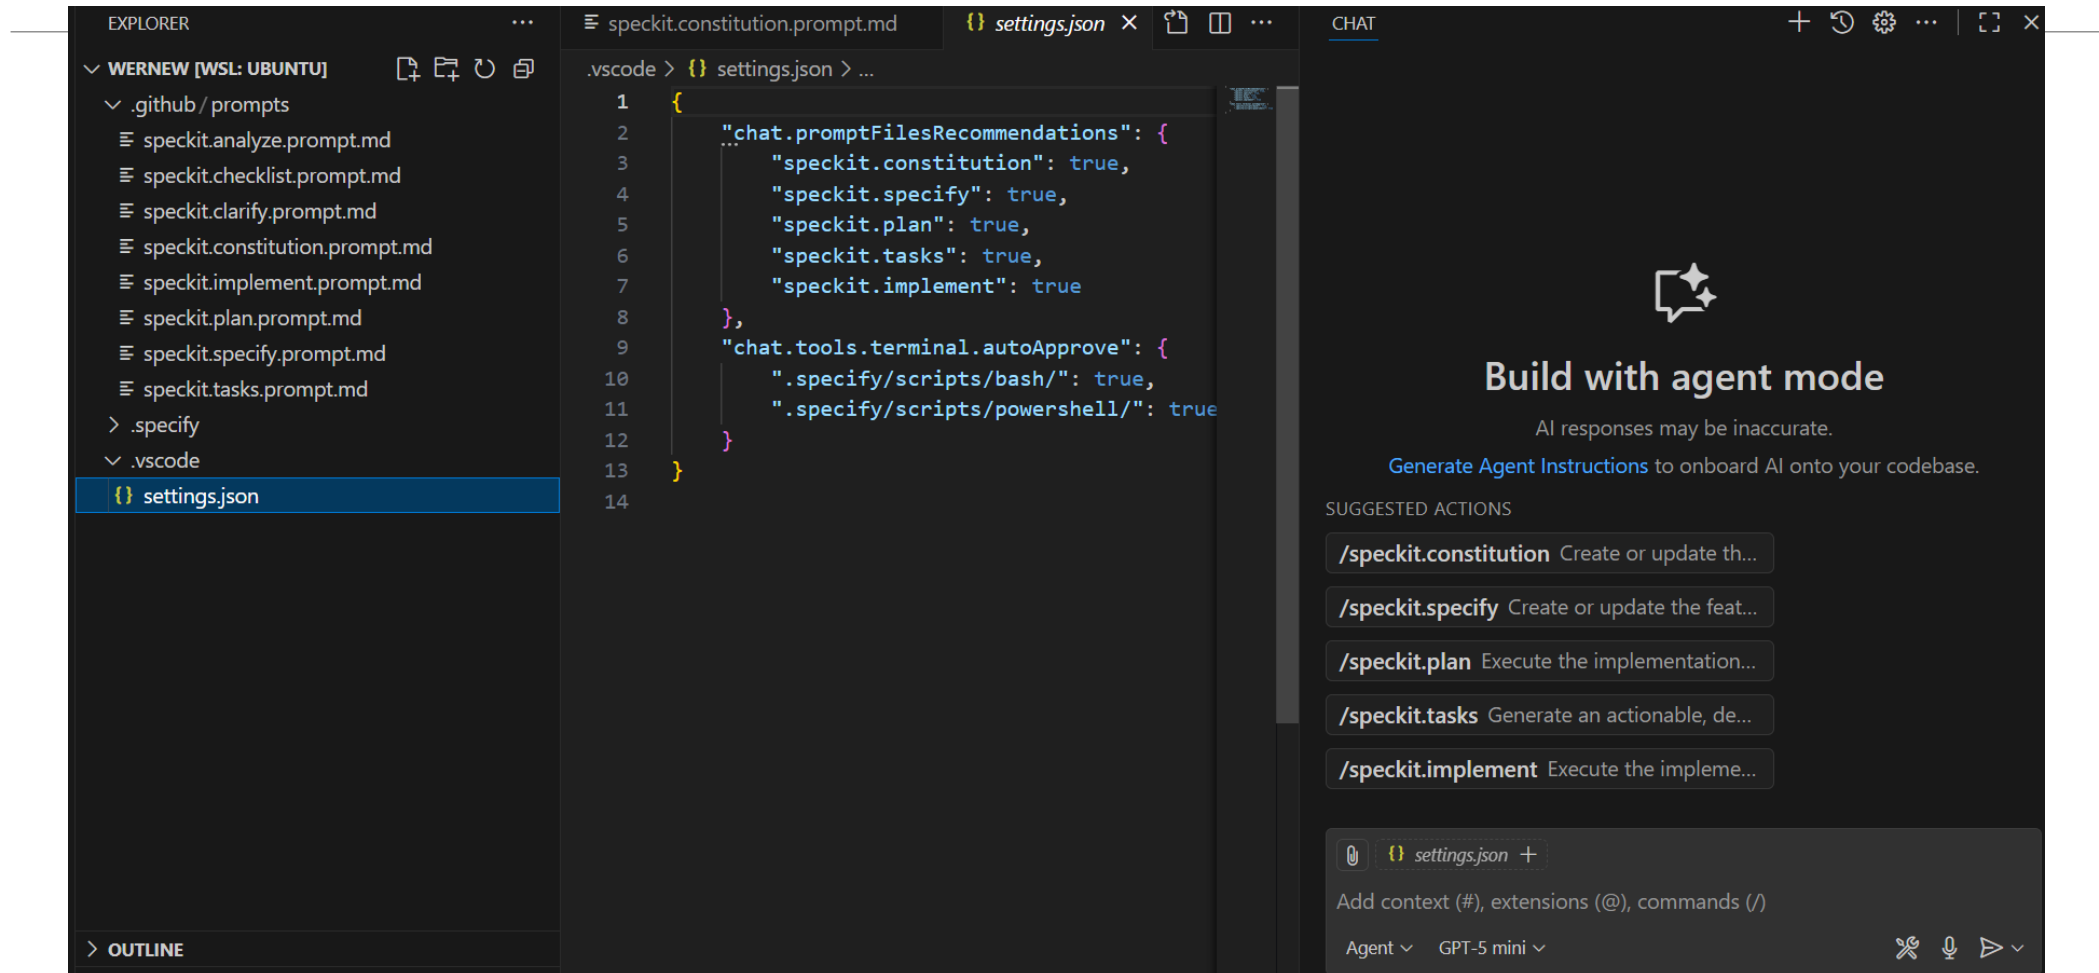 EXPLORER
WERNEW [WSL: UBUNTU]
.github / prompts
speckit.analyze.prompt.md
speckit.checklist.prompt.md
speckit.clarify.prompt.md
speckit.constitution.prompt.md
speckit.implement.prompt.md
speckit.plan.prompt.md
speckit.specify.prompt.md
speckit.tasks.prompt.md
.specify
.vscode
{} settings.json
OUTLINE
speckit.constitution.prompt.md
{} settings.json
.vscode > {} settings.json > ...
1 {
2 "chat.promptFilesRecommendations": {
3 "speckit.constitution": true,
4 "speckit.specify": true,
5 "speckit.plan": true,
6 "speckit.tasks": true,
7 "speckit.implement": true
8 },
9 "chat.tools.terminal.autoApprove": {
10 ".specify/scripts/bash/": true,
11 ".specify/scripts/powershell/": true
12 }
13 }
14
CHAT
Build with agent mode
AI responses may be inaccurate.
Generate Agent Instructions to onboard AI onto your codebase.
SUGGESTED ACTIONS
/speckit.constitution Create or update th...
/speckit.specify Create or update the feat...
/speckit.plan Execute the implementation...
/speckit.tasks Generate an actionable, de...
/speckit.implement Execute the impleme...
{} settings.json +
Add context (#), extensions (@), commands (/)
Agent GPT-5 mini